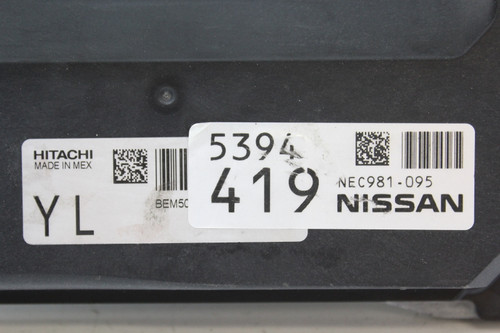 HITACHI
MADE IN MEX
YL
BEM50
5394
419
NEC981-095
NISSAN